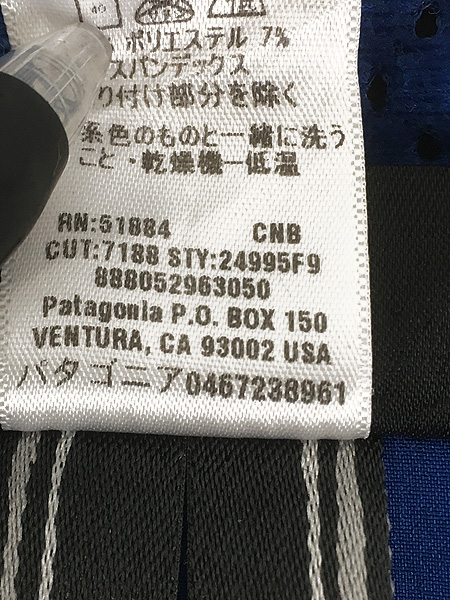 40
ポリエステル 7%
スパンデックス
り付け部分を除く
系色のものと一緒に洗う
こと・乾燥機ー低温
RN:51884 CNB
CUT:7188 STY:24995F9
888052963050
Patagonia P.O. BOX 150
VENTURA, CA 93002 USA
パタゴニア0467238961